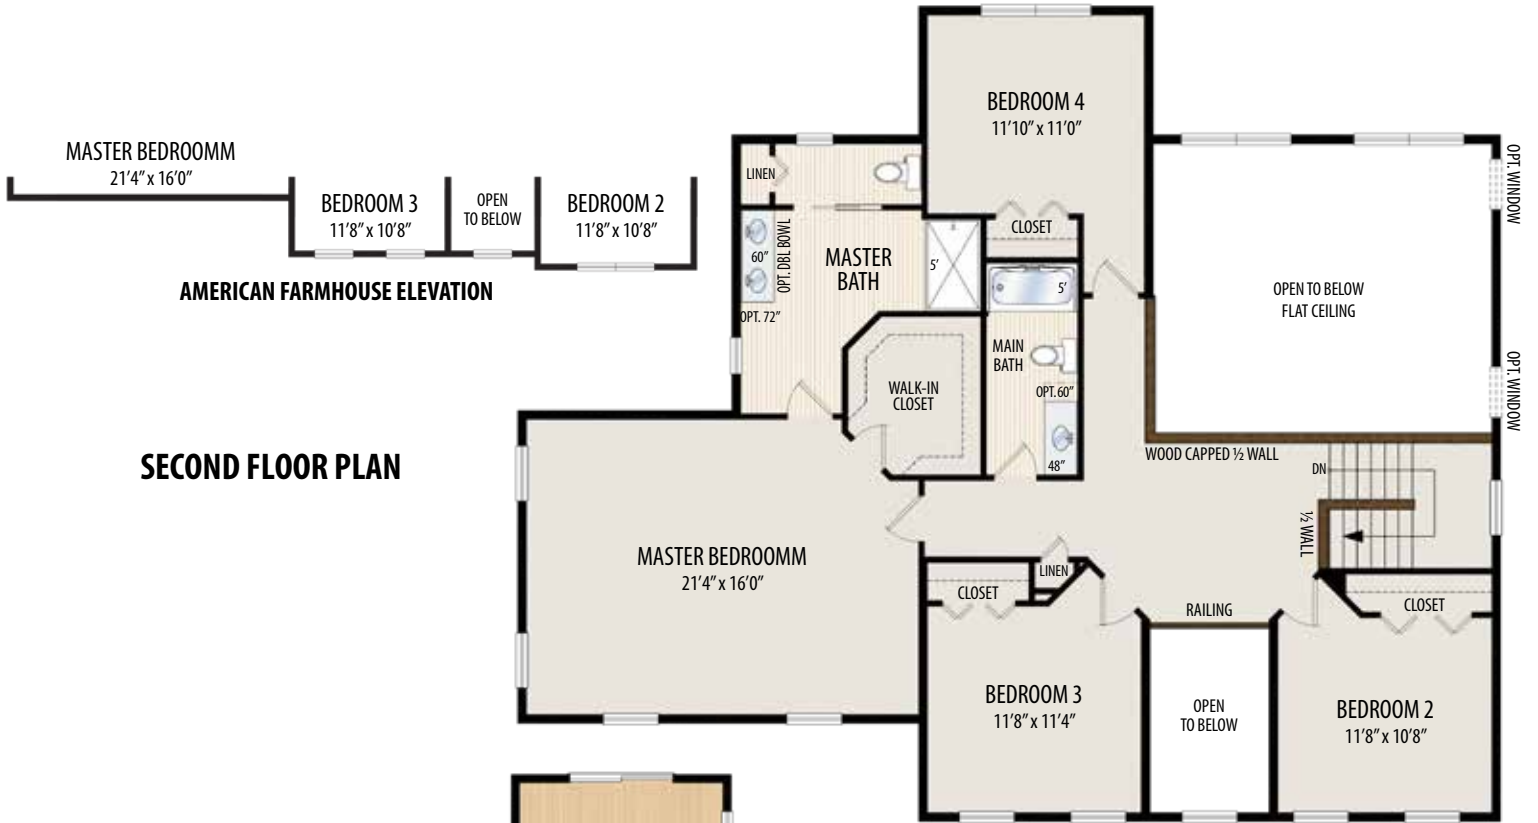 MASTER BEDROOMM
21'4" x 16'0"
BEDROOM 3
11'8" x 10'8"
OPEN
TO BELOW
BEDROOM 2
11'8" x 10'8"
AMERICAN FARMHOUSE ELEVATION
SECOND FLOOR PLAN
BEDROOM 4
11'10" x 11'0"
CLOSET
LINEN
60"
OPT. DBL BOWL
OPT. 72"
MASTER
BATH
5'
5'
MAIN
BATH
OPT.60"
48"
WALK-IN
CLOSET
OPEN TO BELOW
FLAT CEILING
OPT. WINDOW
OPT. WINDOW
WOOD CAPPED ½ WALL
DN
½ WALL
MASTER BEDROOMM
21'4" x 16'0"
LINEN
CLOSET
RAILING
CLOSET
BEDROOM 3
11'8" x 11'4"
OPEN
TO BELOW
BEDROOM 2
11'8" x 10'8"